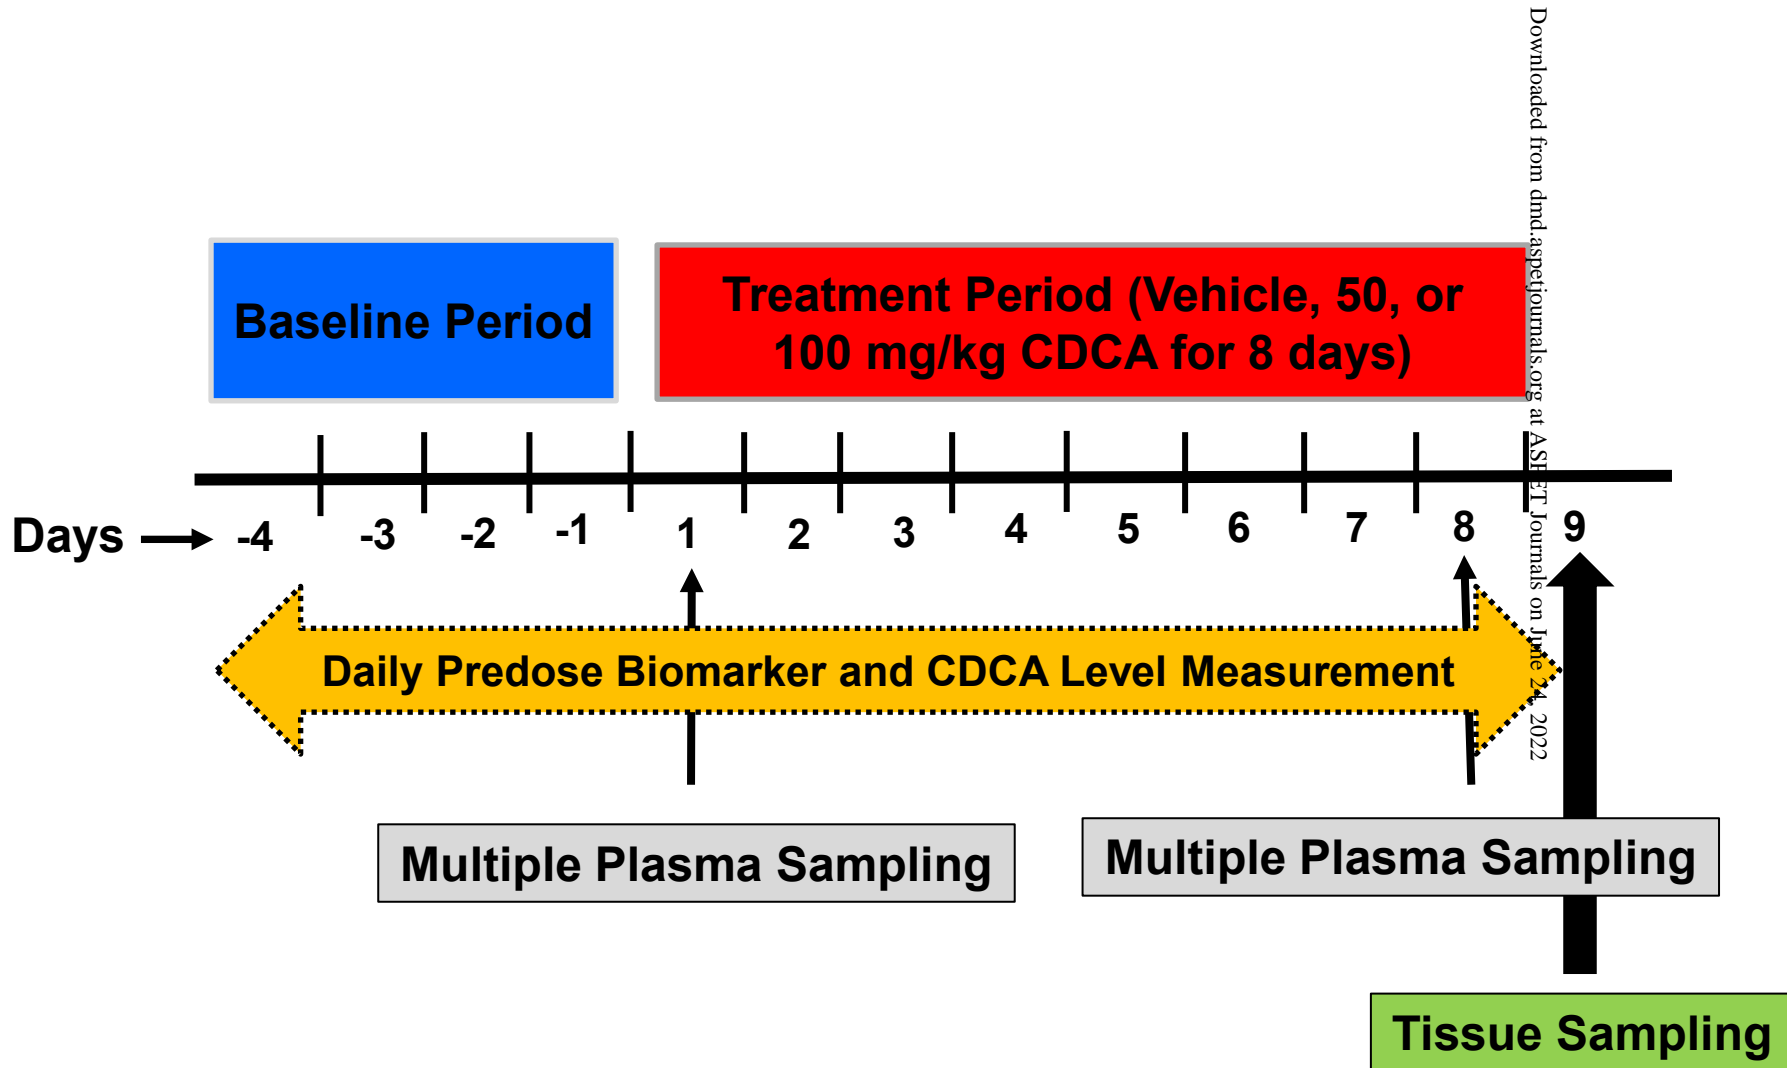 Baseline Period
Treatment Period (Vehicle, 50, or
100 mg/kg CDCA for 8 days)
Days
-4 -3 -2 -1 1 2 3 4 5 6 7 8 9
Daily Predose Biomarker and CDCA Level Measurement
Multiple Plasma Sampling
Multiple Plasma Sampling
Tissue Sampling
Downloaded from dmd.aspetjournals.org at ASPET Journals on June 24, 2022